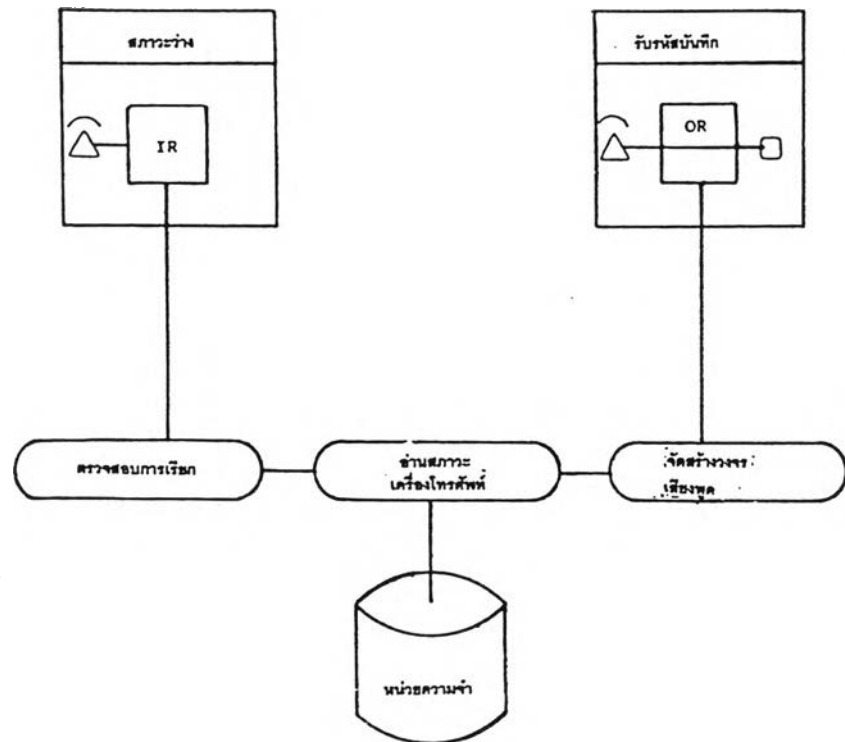 สภาวะว่าง
รับรหัสบันทึก
IR
OR
ตรวจสอบการเรียก
อ่านสภาวะ
เครื่องโทรศัพท์
จัดสร้างวงจร
เสียงพูด
หน่วยความจำ